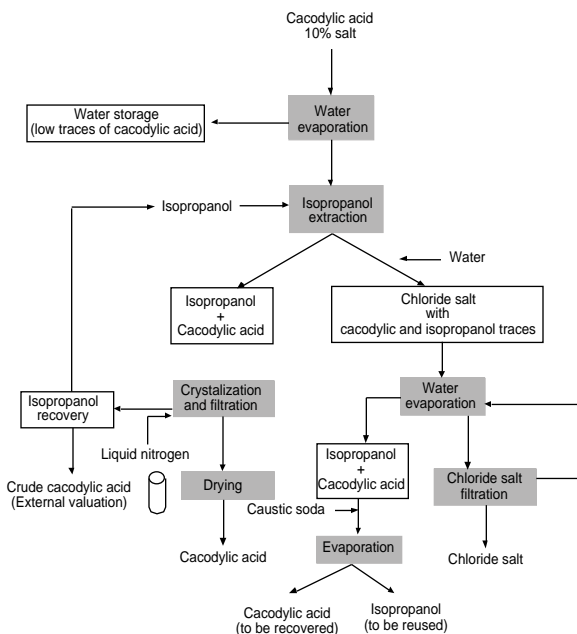 Cacodylic acid
10% salt
Water storage
(low traces of cacodylic acid)
Water
evaporation
Isopropanol
Isopropanol
extraction
Water
Isopropanol
+
Cacodylic acid
Chloride salt
with
cacodylic and isopropanol traces
Isopropanol
recovery
Crystalization
and filtration
Water
evaporation
Liquid nitrogen
Crude cacodylic acid
(External valuation)
Drying
Isopropanol
+
Cacodylic acid
Chloride salt
filtration
Caustic soda
Cacodylic acid
Evaporation
Chloride salt
Cacodylic acid
(to be recovered)
Isopropanol
(to be reused)